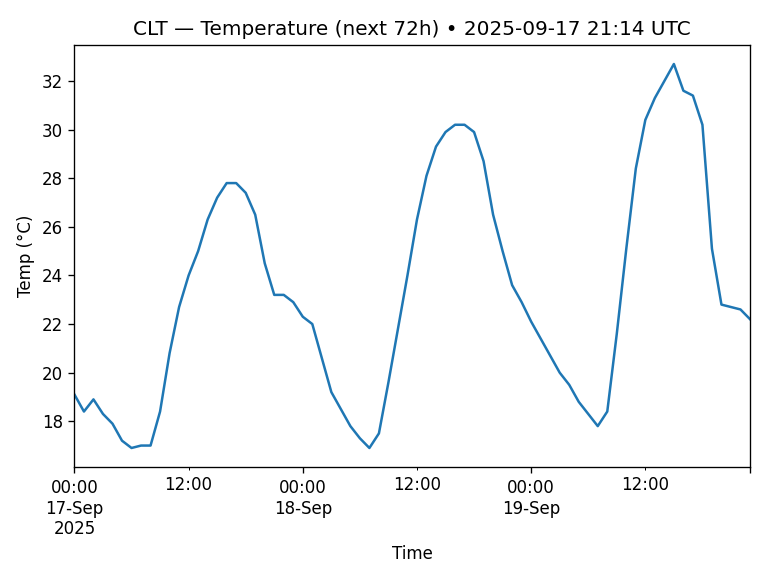 CLT — Temperature (next 72h) • 2025-09-17 21:14 UTC
Temp (°C)
32
30
28
26
24
22
20
18
00:00 12:00 00:00 12:00 00:00 12:00
17-Sep 18-Sep 19-Sep
2025
Time